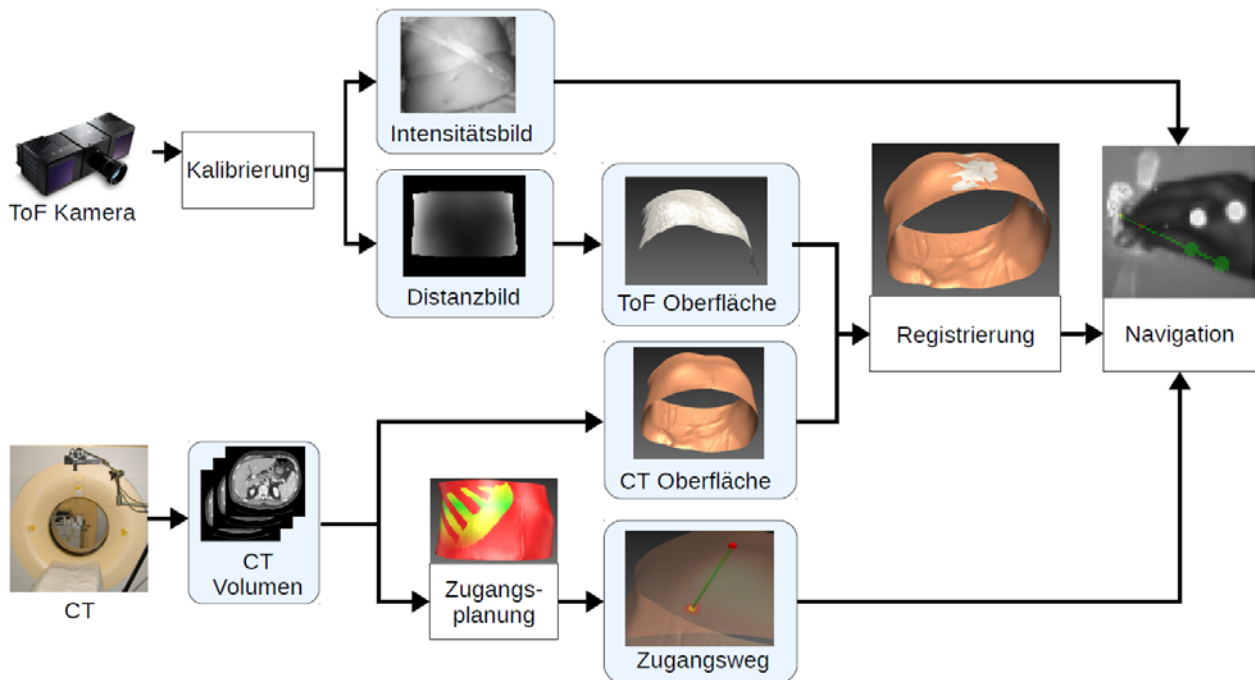 Intensitätsbild
Kalibrierung
ToF Kamera
Distanzbild
ToF Oberfläche
Registrierung
Navigation
CT Oberfläche
CT
Volumen
CT
Zugangs-
planung
Zugangsweg